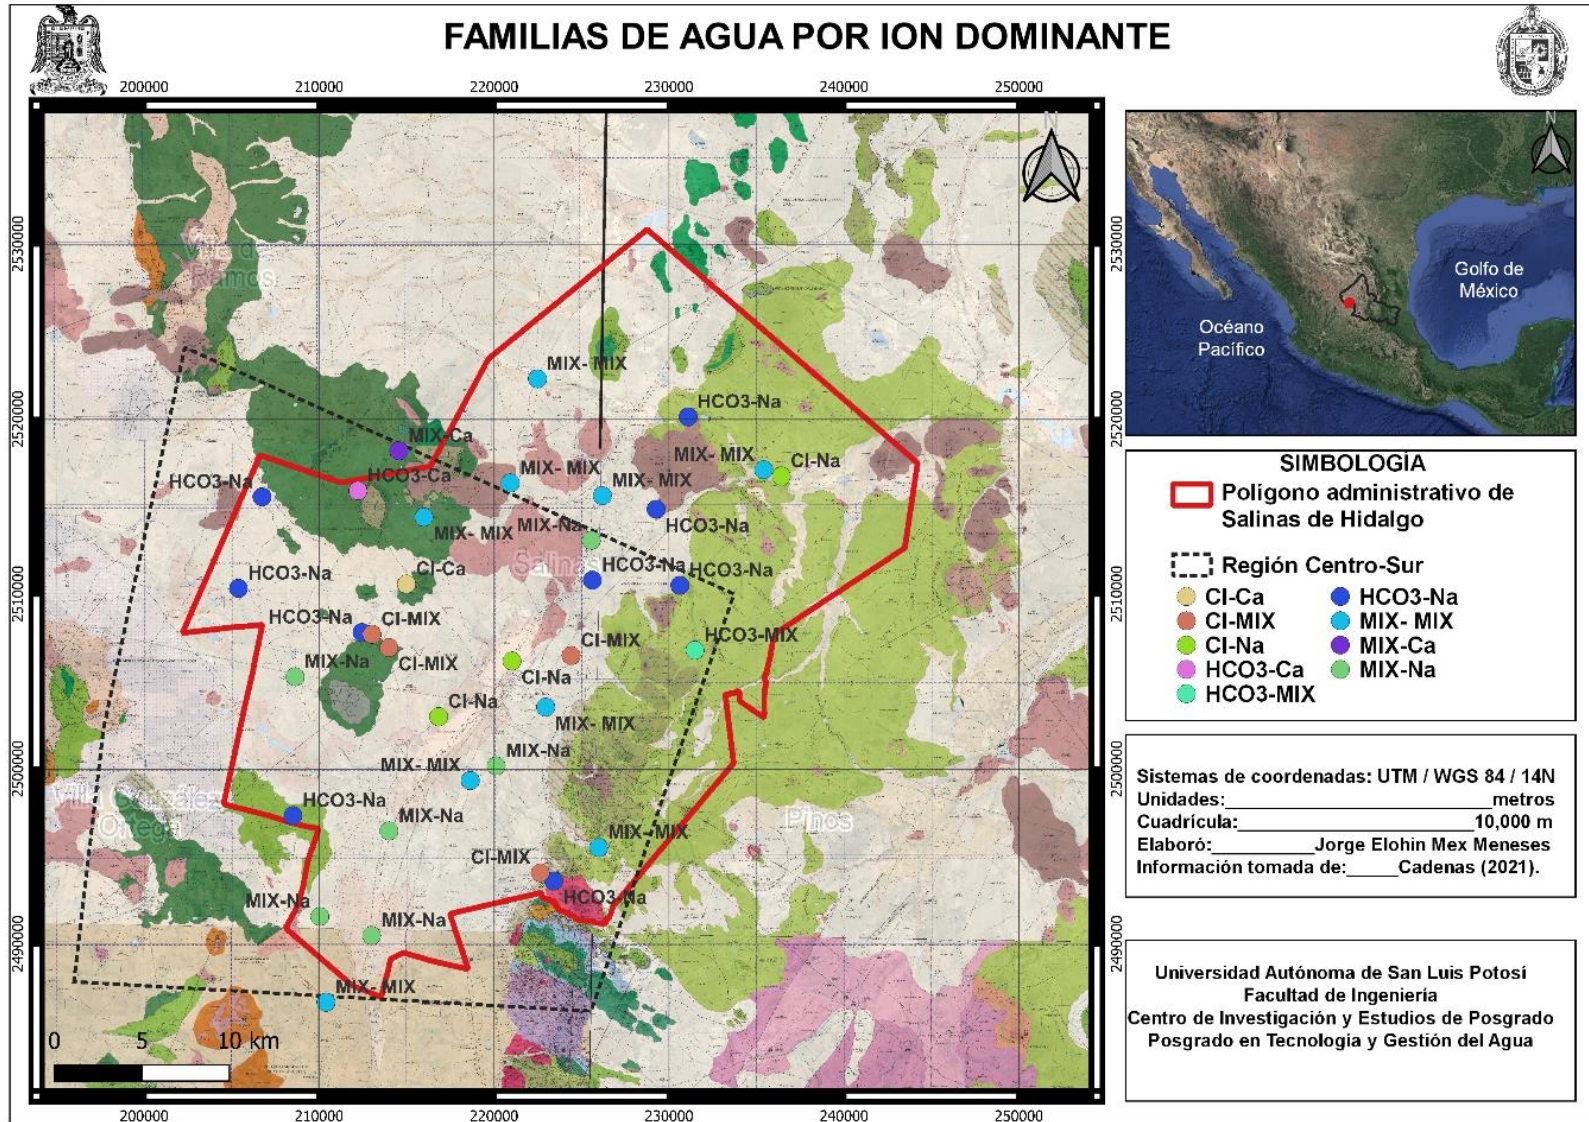 FAMILIAS DE AGUA POR ION DOMINANTE
200000 210000 220000 230000 240000 250000
2530000
2520000
2510000
2500000
2490000
N
Villa de
Ramos
MIX- MIX
HCO3-Na
MIX-Ca
MIX- MIX
Cl-Na
HCO3-Na
HCO3-Ca
MIX- MIX
MIX- MIX
MIX- MIX
MIX-Na
HCO3-Na
Salinas
Cl-Ca
HCO3-Na
HCO3-Na
HCO3-Na
HCO3-Na
Cl-MIX
Cl-MIX
HCO3-MIX
MIX-Na
Cl-MIX
Cl-Na
Cl-Na
MIX- MIX
MIX-Na
MIX- MIX
Villa González
Ortega
HCO3-Na
MIX-Na
Pinos
MIX- MIX
Cl-MIX
HCO3-Na
MIX-Na
MIX-Na
MIX- MIX
0 5 10 km
200000 210000 220000 230000 240000 250000
2530000
2520000
2510000
2500000
2490000
N
Golfo de
México
Océano
Pacífico
SIMBOLOGÍA
Polígono administrativo de
Salinas de Hidalgo
Región Centro-Sur
Cl-Ca
Cl-MIX
Cl-Na
HCO3-Ca
HCO3-MIX
HCO3-Na
MIX- MIX
MIX-Ca
MIX-Na
Sistemas de coordenadas: UTM / WGS 84 / 14N
Unidades:______________________metros
Cuadrícula:____________________10,000 m
Elaboró:_________Jorge Elohin Mex Meneses
Información tomada de:_____Cadenas (2021).
Universidad Autónoma de San Luis Potosí
Facultad de Ingeniería
Centro de Investigación y Estudios de Posgrado
Posgrado en Tecnología y Gestión del Agua